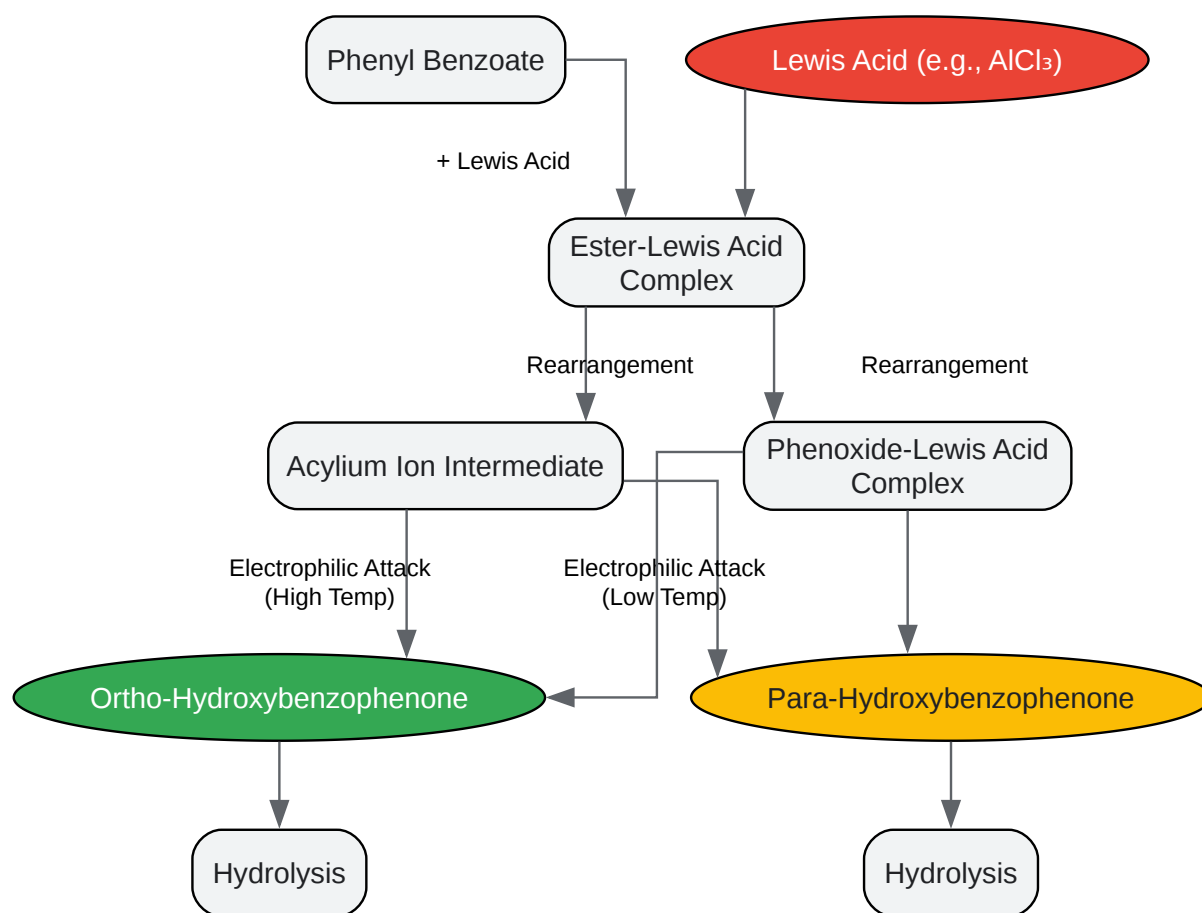 Phenyl Benzoate
Lewis Acid (e.g., AlCl₃)
+ Lewis Acid
Ester-Lewis Acid
Complex
Rearrangement
Rearrangement
Acylium Ion Intermediate
Phenoxide-Lewis Acid
Complex
Electrophilic Attack
(High Temp)
Electrophilic Attack
(Low Temp)
Ortho-Hydroxybenzophenone
Para-Hydroxybenzophenone
Hydrolysis
Hydrolysis